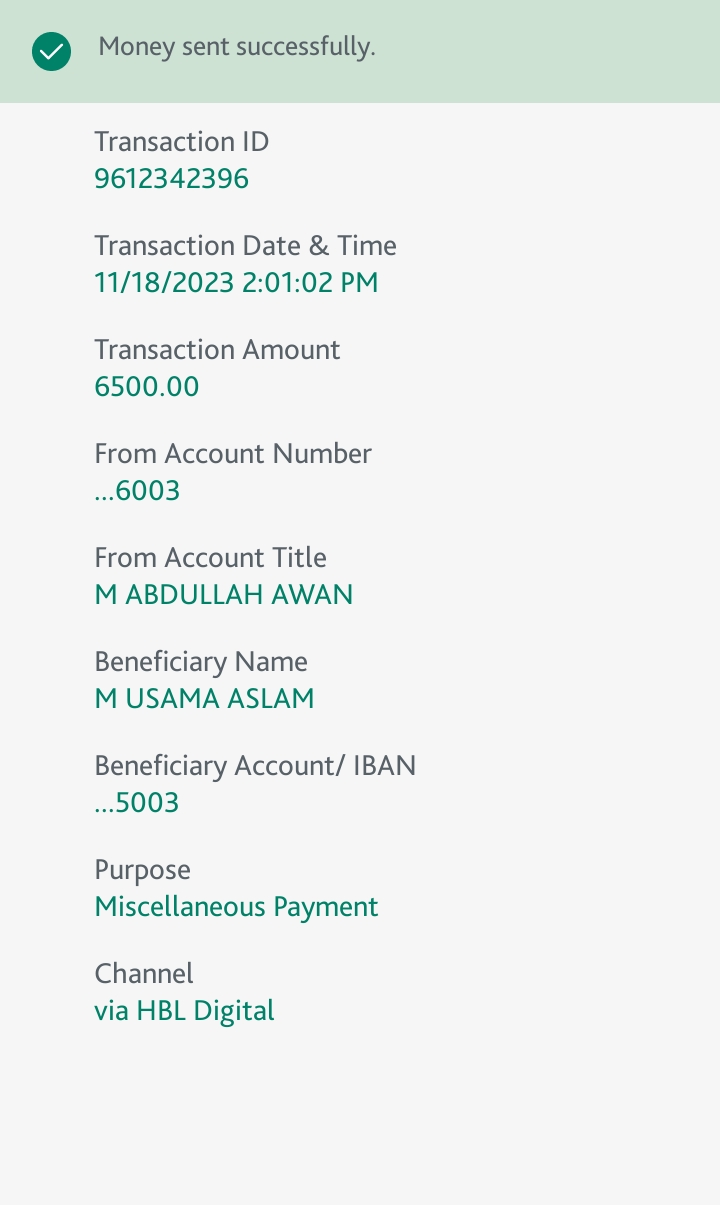 Money sent successfully.
Transaction ID
9612342396
Transaction Date & Time
11/18/2023 2:01:02 PM
Transaction Amount
6500.00
From Account Number
...6003
From Account Title
M ABDULLAH AWAN
Beneficiary Name
M USAMA ASLAM
Beneficiary Account/ IBAN
...5003
Purpose
Miscellaneous Payment
Channel
via HBL Digital